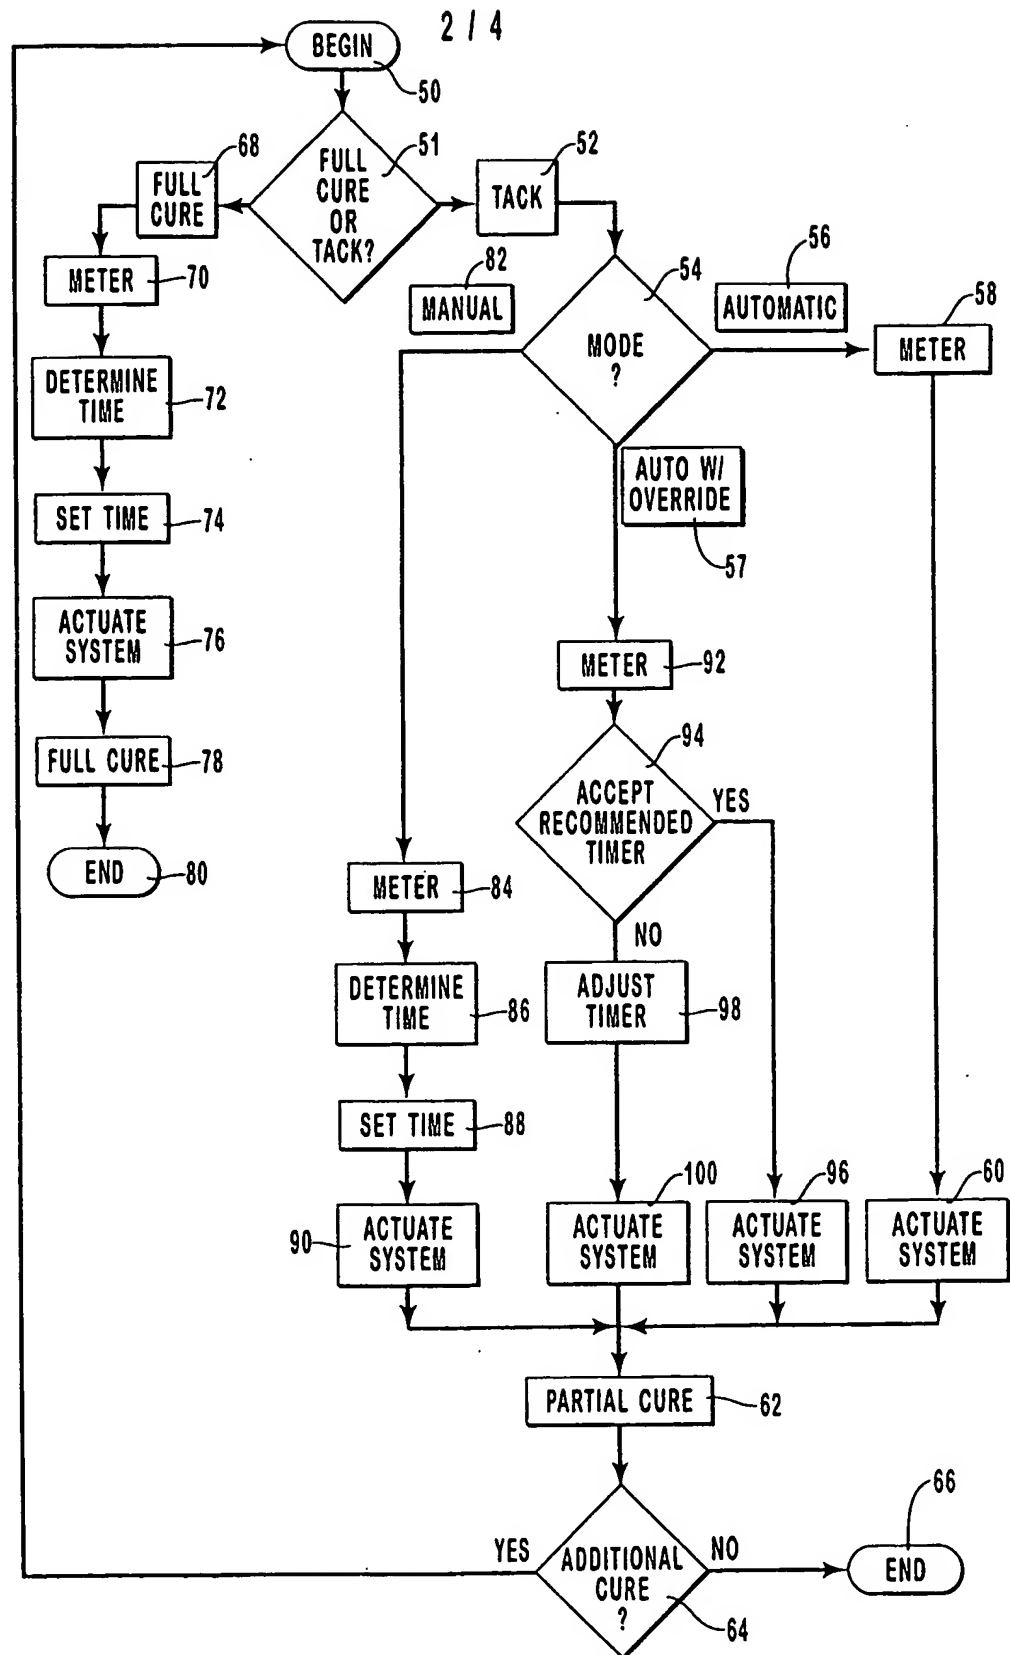 2 / 4
BEGIN
50
FULL
CURE
OR
TACK?
51
68
FULL
CURE
52
TACK
METER
70
82
MANUAL
54
MODE
?
56
AUTOMATIC
58
METER
DETERMINE
TIME
72
AUTO W/
OVERRIDE
57
SET TIME
74
ACTUATE
SYSTEM
76
METER
92
FULL CURE
78
94
ACCEPT
RECOMMENDED
TIMER
YES
END
80
METER
84
NO
DETERMINE
TIME
86
ADJUST
TIMER
98
SET TIME
88
90
ACTUATE
SYSTEM
100
ACTUATE
SYSTEM
96
ACTUATE
SYSTEM
60
ACTUATE
SYSTEM
PARTIAL CURE
62
YES
ADDITIONAL
CURE
?
64
NO
66
END